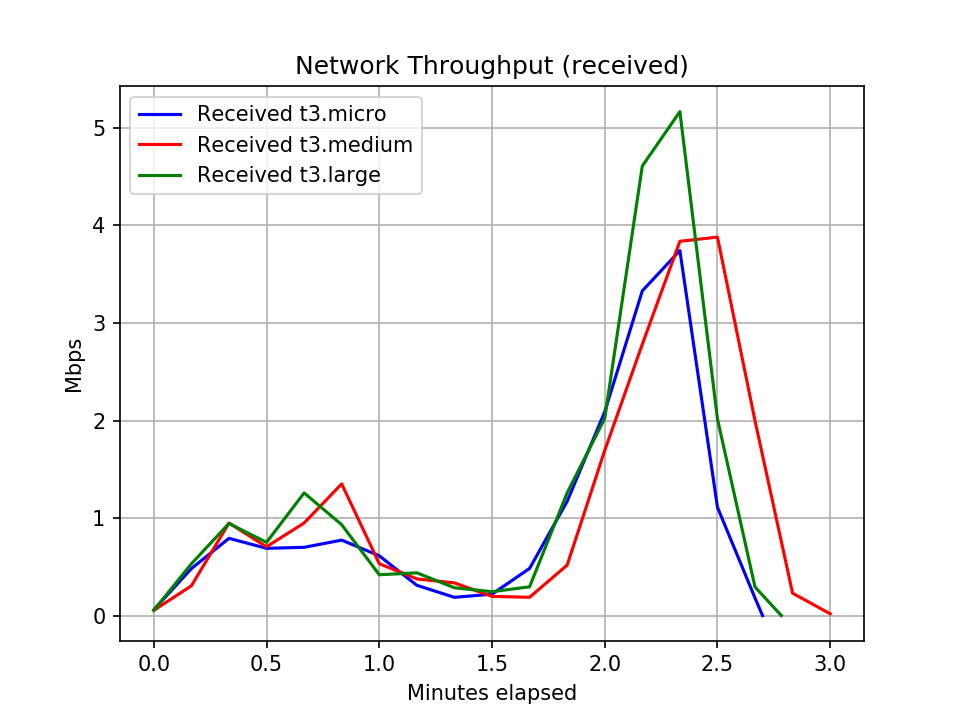 Network Throughput (received)
Received t3.micro
Received t3.medium
Received t3.large
5
4
3
2
1
0
Mbps
0.0 0.5 1.0 1.5 2.0 2.5 3.0
Minutes elapsed